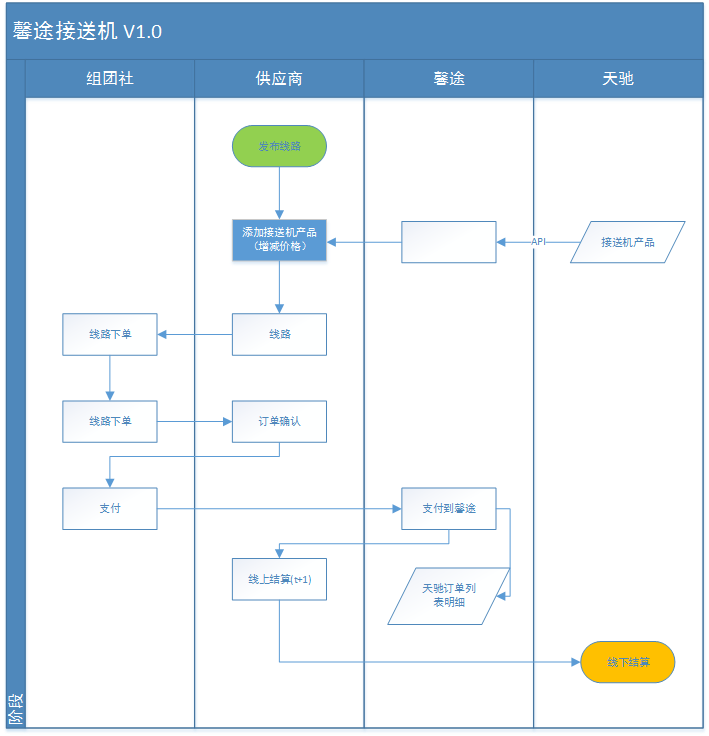 馨途接送机 V1.0
组团社
供应商
馨途
天驰
发布线路
添加接送机产品
（增减价格）
API
接送机产品
线路下单
线路
线路下单
订单确认
支付
支付到馨途
线上结算(t+1)
天驰订单列
表明细
线下结算
阶段